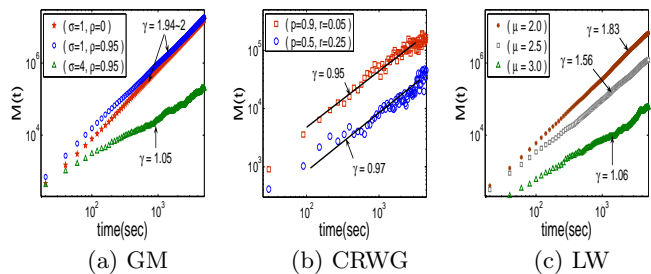 (σ=1, ρ=0)
(σ=1, ρ=0.95)
(σ=4, ρ=0.95)
γ = 1.94-2
γ = 1.05
10^6
10^4
M(t)
10^2
10^3
time(sec)
(a) GM
(p=0.9, r=0.05)
(p=0.5, r=0.25)
γ = 0.95
γ = 0.97
10^5
10^4
10^3
M(t)
10^2
10^3
time(sec)
(b) CRWG
(μ = 2.0)
(μ = 2.5)
(μ = 3.0)
γ = 1.83
γ = 1.56
γ = 1.06
10^6
10^4
M(t)
10^2
10^3
time(sec)
(c) LW